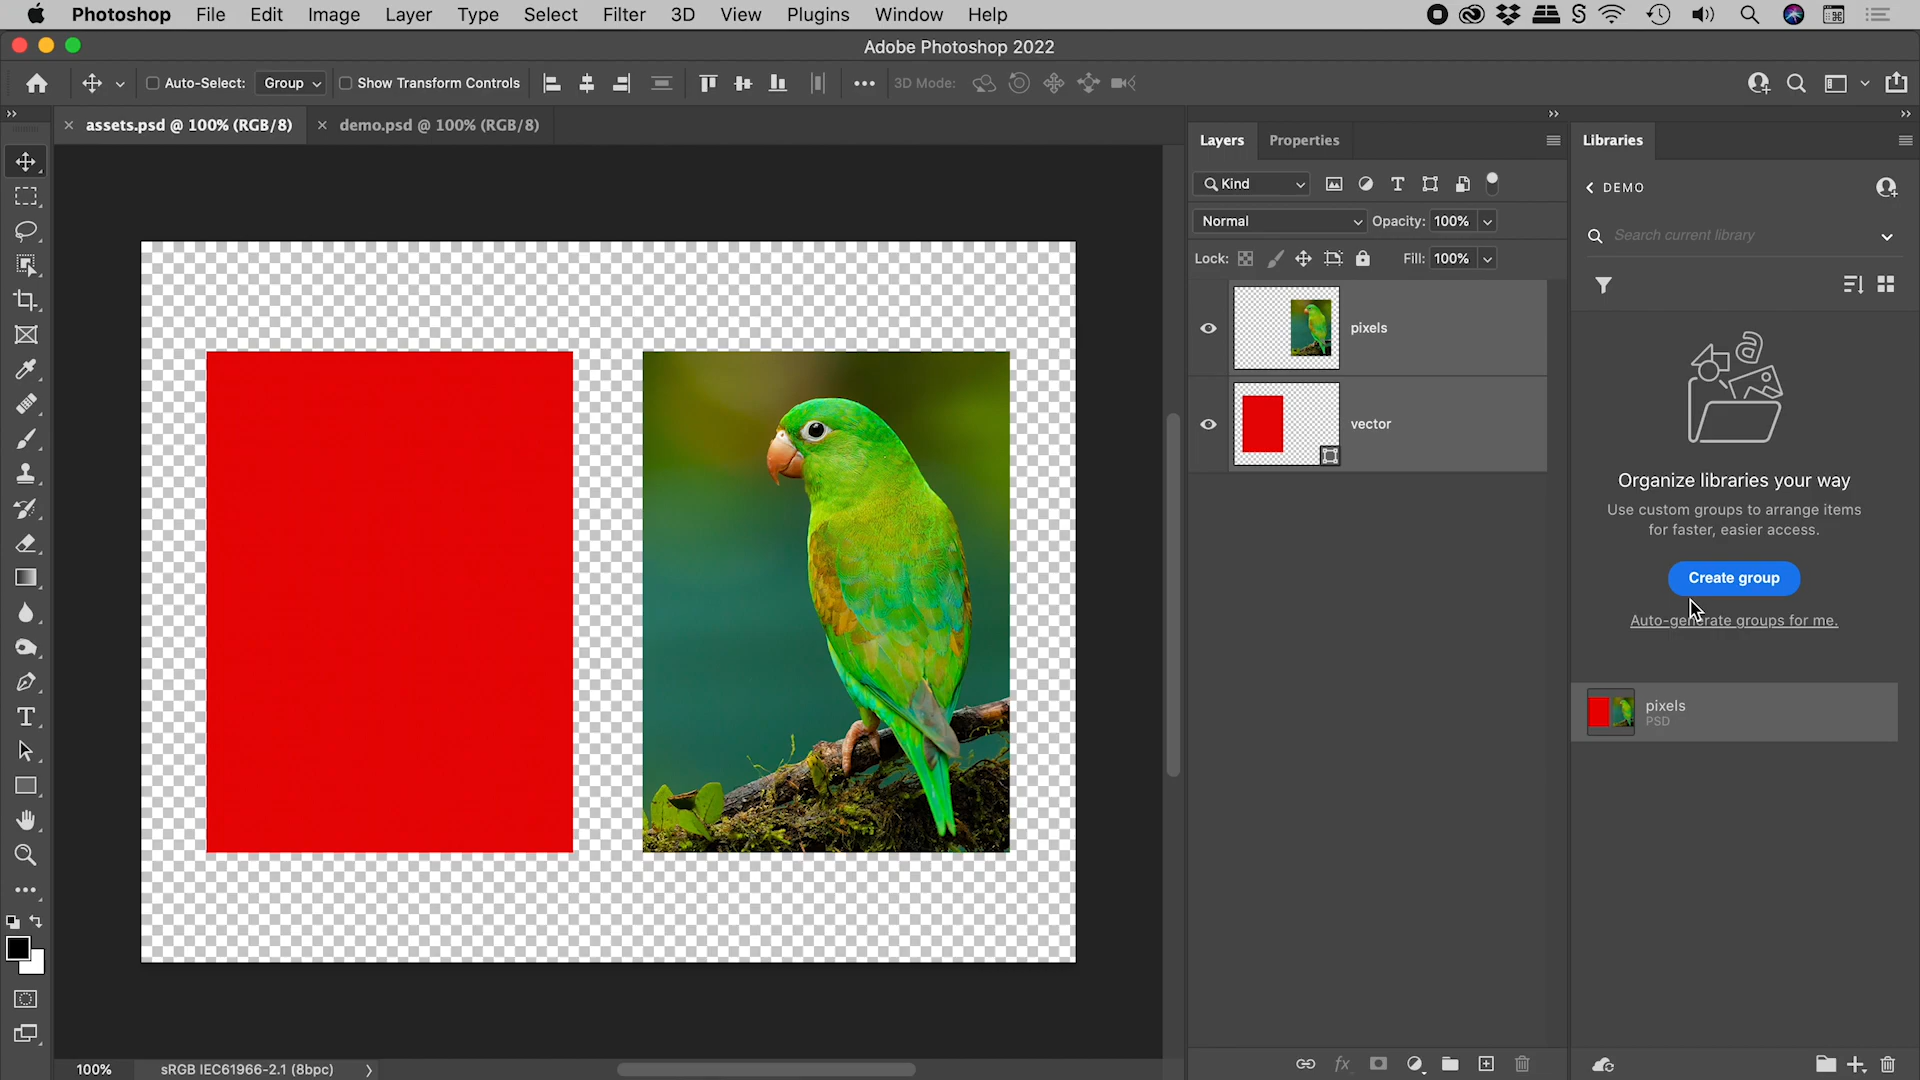 Photoshop File Edit Image Layer Type Select Filter 3D View Plugins Window Help
Adobe Photoshop 2022
Auto-Select: Group Show Transform Controls 3D Mode:
assets.psd @ 100% (RGB/8) demo.psd @ 100% (RGB/8)
Layers Properties
Kind
Normal Opacity: 100%
Lock: Fill: 100%
pixels
vector
Libraries
DEMO
Search current library
Organize libraries your way
Use custom groups to arrange items
for faster, easier access.
Create group
Auto-generate groups for me.
pixels
PSD
100% sRGB IEC61966-2.1 (8bpc)